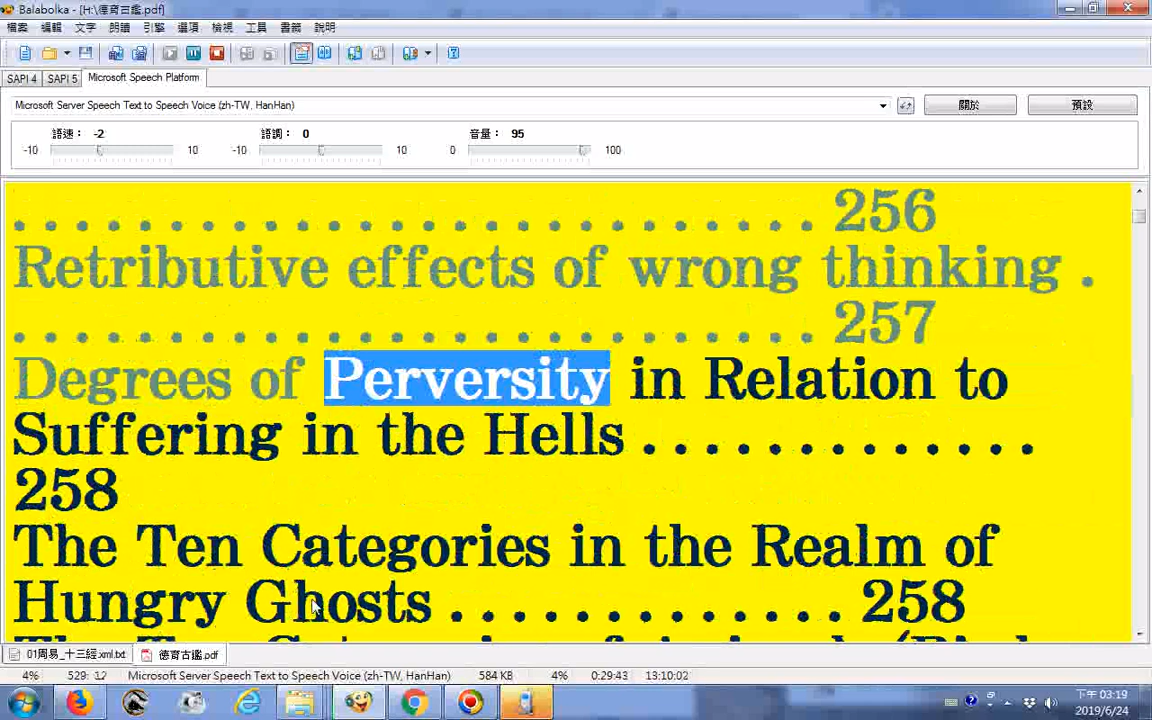 Balabolka - [H:\德育古鑑.pdf]
檔案 編輯 文字 朗讀 引擎 選項 檢視 工具 書籤 說明
SAPI 4 SAPI 5 Microsoft Speech Platform
Microsoft Server Speech Text to Speech Voice (zh-TW, HanHan) 關於 預設
語速： -2 語調： 0 音量： 95
-10 10 -10 10 0 100
. . . . . . . . . . . . . . . . . . . . . . . . . . 256
Retributive effects of wrong thinking .
. . . . . . . . . . . . . . . . . . . . . . . . . . 257
Degrees of Perversity in Relation to
Suffering in the Hells . . . . . . . . . . . . .
258
The Ten Categories in the Realm of
Hungry Ghosts . . . . . . . . . . . . . 258
01周易_十三經.xml.txt 德育古鑑.pdf
4% 529: 12 Microsoft Server Speech Text to Speech Voice (zh-TW, HanHan) 584 KB 4% 0:29:43 13:10:02
下午 03:19
2019/6/24